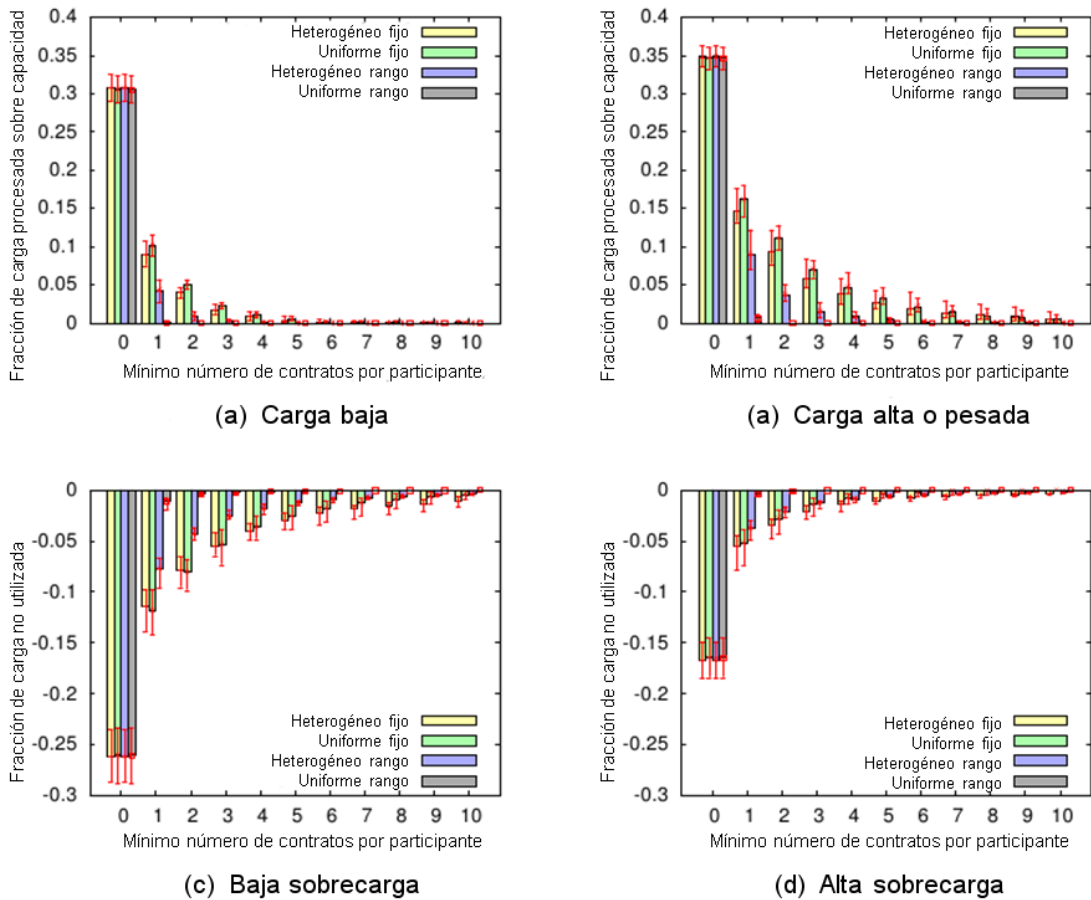 Fracción de carga procesada sobre capacidad
0.4
0.35
0.3
0.25
0.2
0.15
0.1
0.05
0
Heterogéneo fijo
Uniforme fijo
Heterogéneo rango
Uniforme rango
0 1 2 3 4 5 6 7 8 9 10
Mínimo número de contratos por participante.
(a) Carga baja
Fracción de carga procesada sobre capacidad
0.4
0.35
0.3
0.25
0.2
0.15
0.1
0.05
0
Heterogéneo fijo
Uniforme fijo
Heterogéneo rango
Uniforme rango
0 1 2 3 4 5 6 7 8 9 10
Mínimo número de contratos por participante
(a) Carga alta o pesada
Fracción de carga no utilizada
0
-0.05
-0.1
-0.15
-0.2
-0.25
-0.3
Heterogéneo fijo
Uniforme fijo
Heterogéneo rango
Uniforme rango
0 1 2 3 4 5 6 7 8 9 10
Mínimo número de contratos por participante
(c) Baja sobrecarga
Fracción de carga no utilizada
0
-0.05
-0.1
-0.15
-0.2
-0.25
-0.3
Heterogéneo fijo
Uniforme fijo
Heterogéneo rango
Uniforme rango
0 1 2 3 4 5 6 7 8 9 10
Mínimo número de contratos por participante
(d) Alta sobrecarga